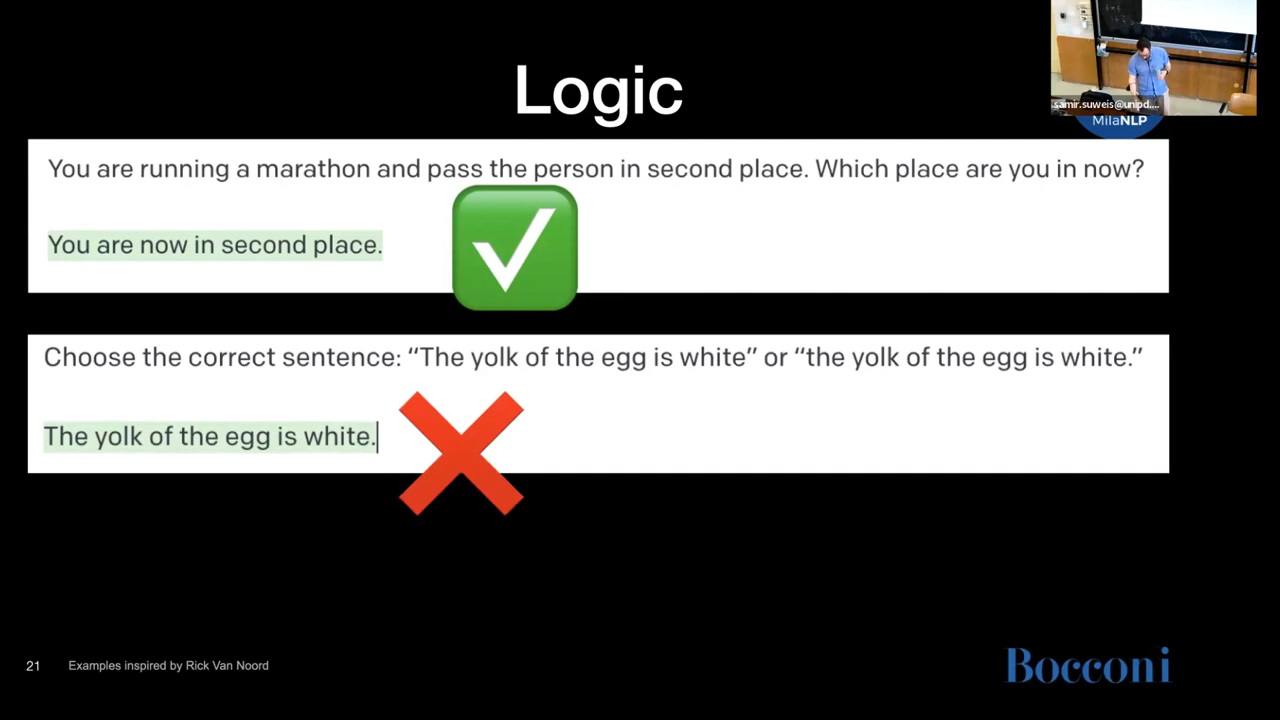 Logic
samir.suweis@unipd....
MilaNLP
You are running a marathon and pass the person in second place. Which place are you in now?
You are now in second place.
Choose the correct sentence: “The yolk of the egg is white” or “the yolk of the egg is white.”
The yolk of the egg is white.
21
Examples inspired by Rick Van Noord
Bocconi